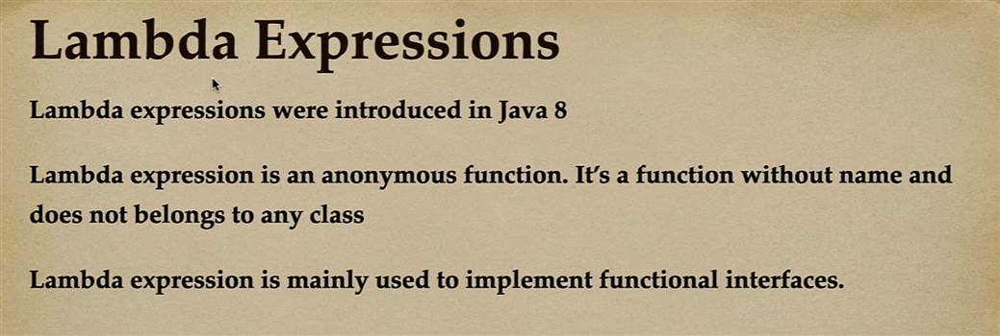 Lambda Expressions
Lambda expressions were introduced in Java 8
Lambda expression is an anonymous function. It’s a function without name and
does not belongs to any class
Lambda expression is mainly used to implement functional interfaces.